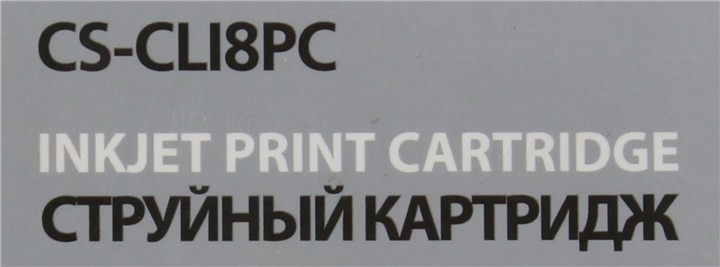 CS-CLI8PC
INKJET PRINT CARTRIDGE
СТРУЙНЫЙ КАРТРИДЖ